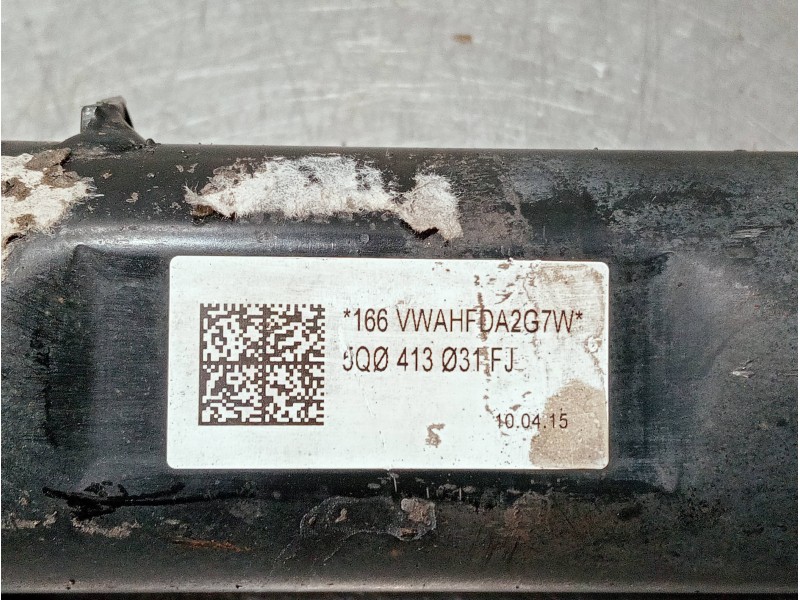 *166 VWAHFDA2G7W*
5QØ 413 Ø31 FJ
10.04.15